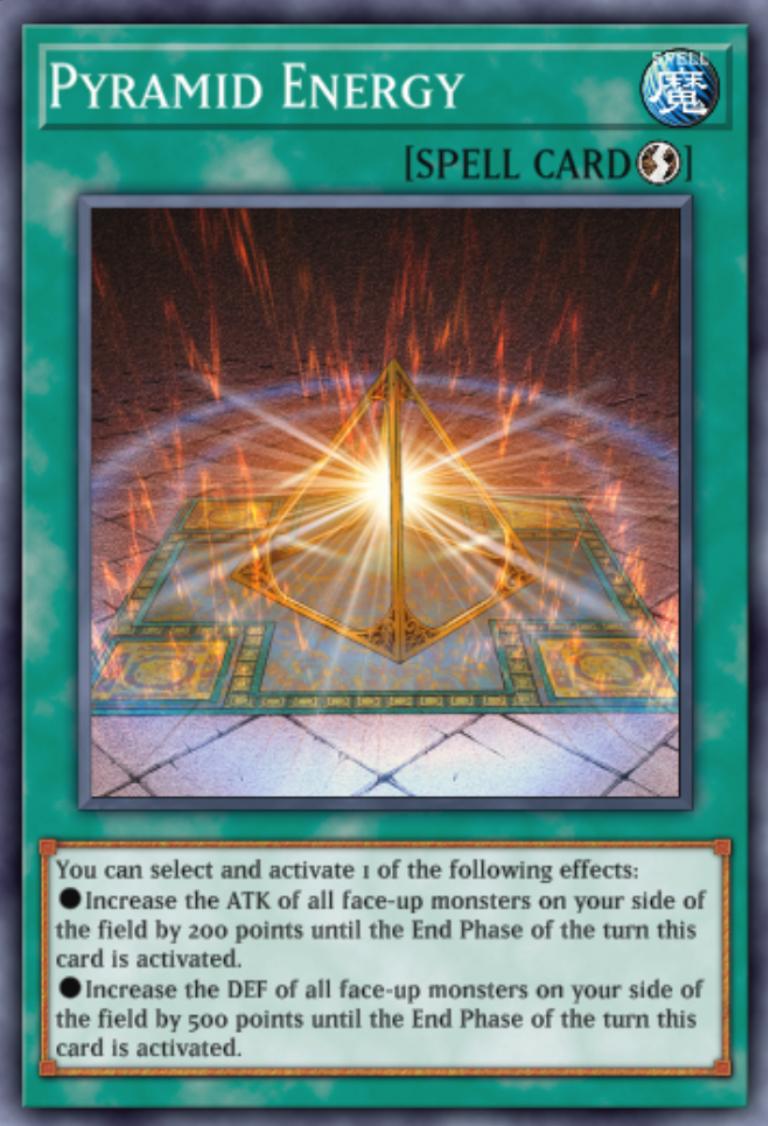 PYRAMID ENERGY
SPELL
魔
[SPELL CARD]
You can select and activate 1 of the following effects:
●Increase the ATK of all face-up monsters on your side of
the field by 200 points until the End Phase of the turn this
card is activated.
●Increase the DEF of all face-up monsters on your side of
the field by 500 points until the End Phase of the turn this
card is activated.